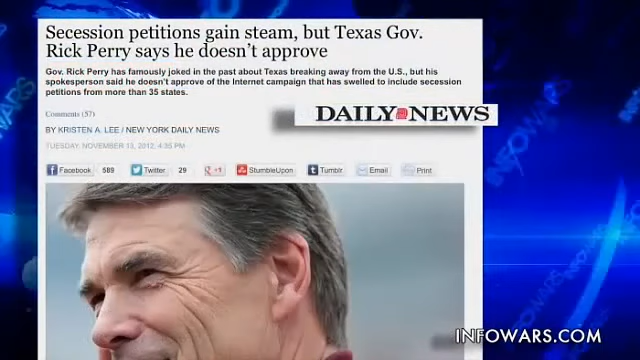 Secession petitions gain steam, but Texas Gov.
Rick Perry says he doesn't approve
Gov. Rick Perry has famously joked in the past about Texas breaking away from the U.S., but his
spokesperson said he doesn't approve of the Internet campaign that has swelled to include secession
petitions from more than 35 states.
Comments (57)
DAILY NEWS
BY KRISTEN A. LEE / NEW YORK DAILY NEWS
TUESDAY, NOVEMBER 13, 2012, 4:35 PM
Facebook 589 Twitter 29 +1 StumbleUpon Tumblr Email Print
INFOWARS
INFOWARS
INFOWARS
INFOWARS.COM